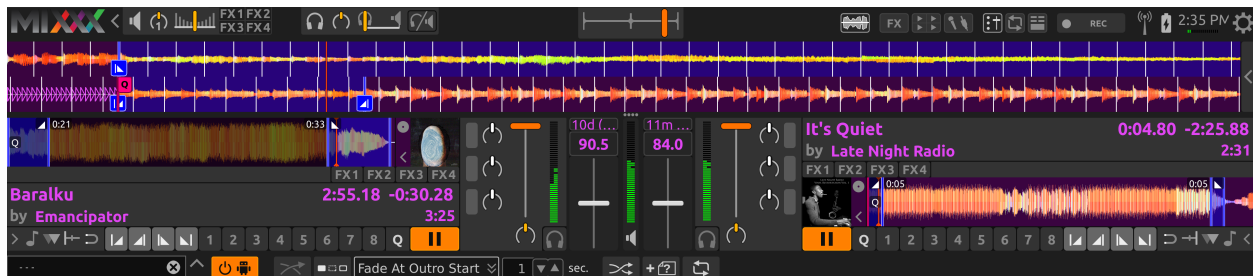 MIXXX FX1 FX2 FX3 FX4 FX REC 2:35 PM
Q
0:21 0:33
Q
FX1 FX2 FX3 FX4
Baralku 2:55.18 -0:30.28
by Emancipator 3:25
1 2 3 4 5 6 7 8 Q
10d (... 11m ...
90.5 84.0
It's Quiet 0:04.80 -2:25.88
by Late Night Radio 2:31
FX1 FX2 FX3 FX4
0:05 0:05
Q
Q 1 2 3 4 5 6 7 8
--- Fade At Outro Start 1 sec.